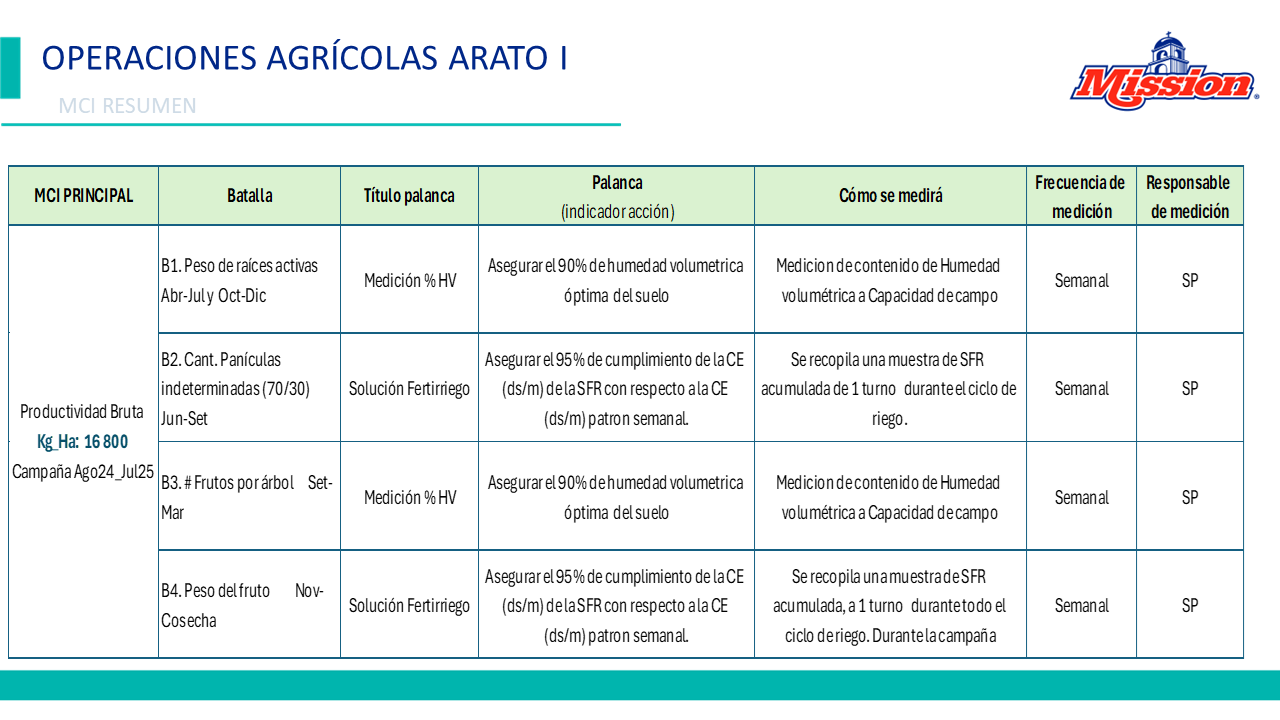 OPERACIONES AGRÍCOLAS ARATO I
MCI RESUMEN
Mission®
MCI PRINCIPAL
Batalla
Título palanca
Palanca
(indicador acción)
Cómo se medirá
Frecuencia de
medición
Responsable
de medición
Productividad Bruta
Kg_Ha: 16 800
Campaña Ago24_Jul25
B1. Peso de raíces activas
Abr-Jul y Oct-Dic
Medición % HV
Asegurar el 90% de humedad volumetrica
óptima del suelo
Medicion de contenido de Humedad
volumétrica a Capacidad de campo
Semanal
SP
B2. Cant. Panículas
indeterminadas (70/30)
Jun-Set
Solución Fertirriego
Asegurar el 95% de cumplimiento de la CE
(ds/m) de la SFR con respecto a la CE
(ds/m) patron semanal.
Se recopila una muestra de SFR
acumulada de 1 turno durante el ciclo de
riego.
Semanal
SP
B3. # Frutos por árbol Set-
Mar
Medición % HV
Asegurar el 90% de humedad volumetrica
óptima del suelo
Medicion de contenido de Humedad
volumétrica a Capacidad de campo
Semanal
SP
B4. Peso del fruto Nov-
Cosecha
Solución Fertirriego
Asegurar el 95% de cumplimiento de la CE
(ds/m) de la SFR con respecto a la CE
(ds/m) patron semanal.
Se recopila una muestra de SFR
acumulada, a 1 turno durante todo el
ciclo de riego. Durante la campaña
Semanal
SP